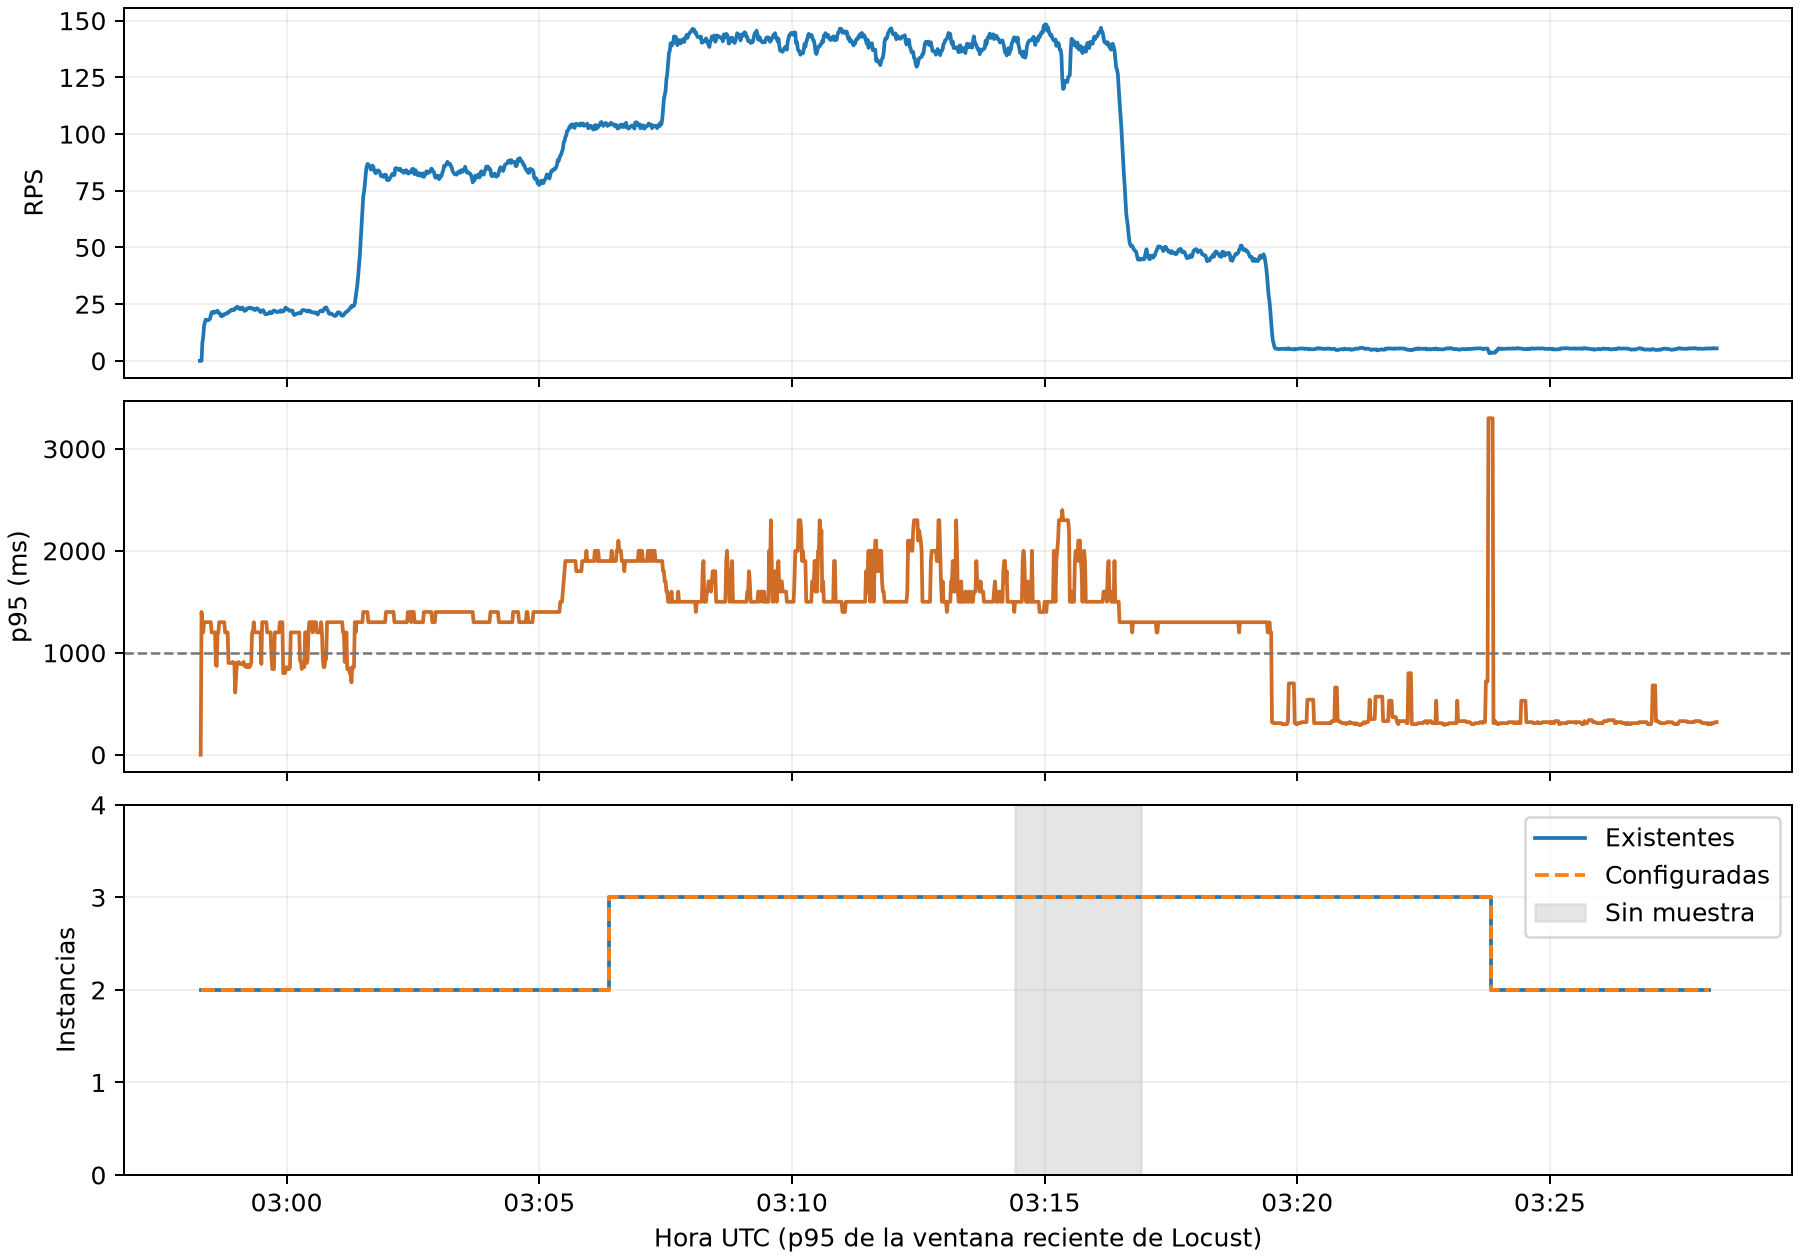 150
125
100
75
50
25
0
RPS
3000
2000
1000
0
p95 (ms)
4
3
2
1
0
Instancias
Existentes
Configuradas
Sin muestra
03:00 03:05 03:10 03:15 03:20 03:25
Hora UTC (p95 de la ventana reciente de Locust)